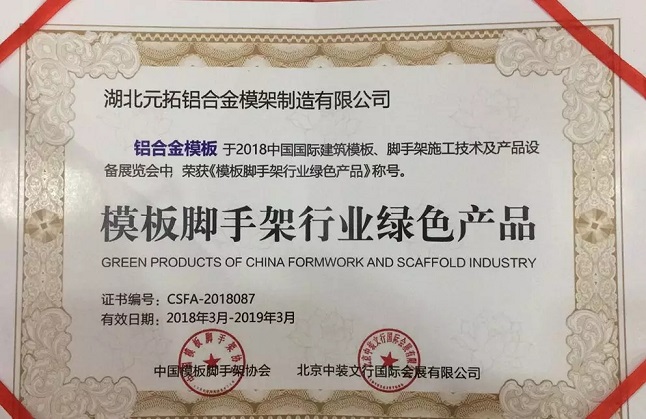 湖北元拓铝合金模架制造有限公司
铝合金模板 于2018中国国际建筑模板、脚手架施工技术及产品设
备展览会中 荣获《模板脚手架行业绿色产品》称号。
模板脚手架行业绿色产品
GREEN PRODUCTS OF CHINA FORMWORK AND SCAFFOLD INDUSTRY
证书编号：CSFA-2018087
有效日期：2018年3月-2019年3月
中国模板脚手架协会 北京中装文行国际会展有限公司